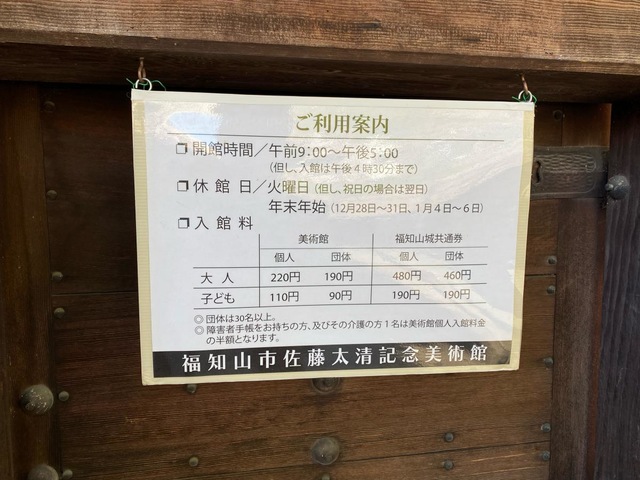 ご利用案内
❒ 開館時間／午前9:00～午後5:00
（但し、入館は午後４時30分まで）
❒ 休館日／火曜日（但し、祝日の場合は翌日）
年末年始（12月28日～31日、１月４日～６日）
❒ 入館料
美術館 福知山城共通券
個人 団体 個人 団体
大人 220円 190円 480円 460円
子ども 110円 90円 190円 190円
◎ 団体は30名以上。
◎ 障害者手帳をお持ちの方、及びその介護の方１名は美術館個人入館料金
の半額となります。
福知山市佐藤太清記念美術館